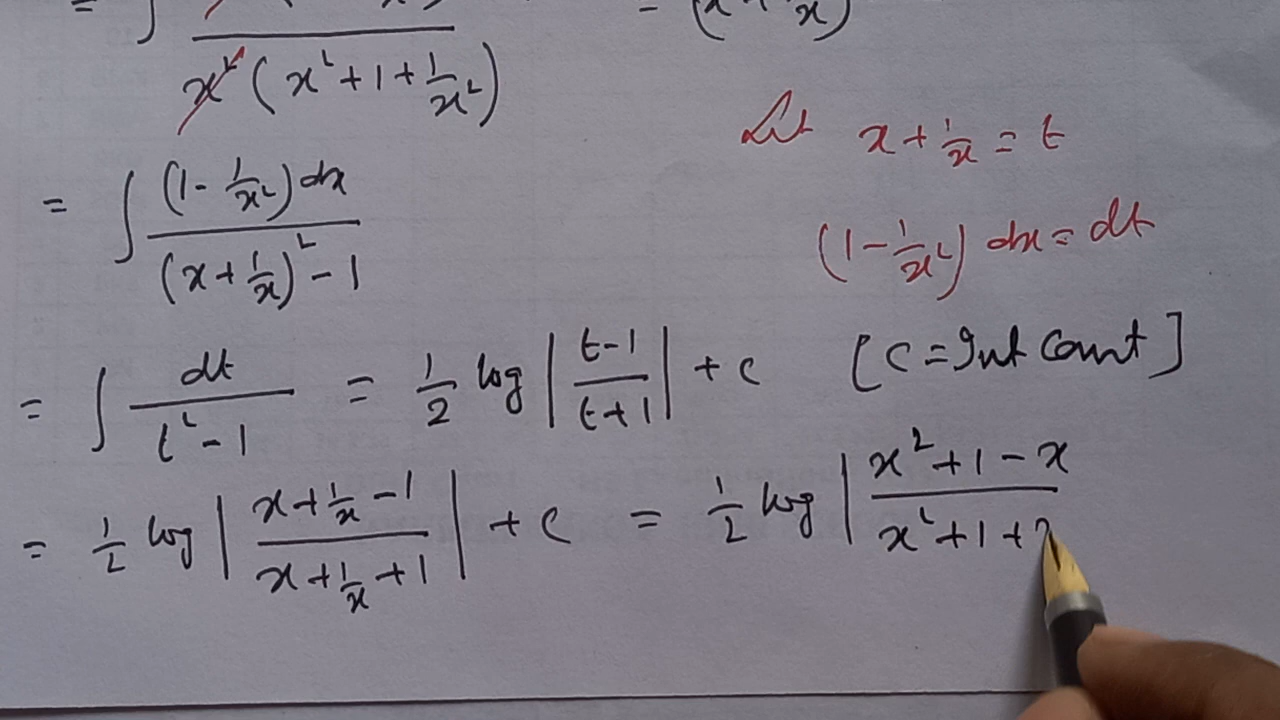 = ∫ x² ( x² + 1 + 1/x² )
Let x + 1/x = t
= ∫ (1 - 1/x²) dx / (x + 1/x)² - 1
(1 - 1/x²) dx = dt
= ∫ dt / t² - 1 = 1/2 log | t - 1 / t + 1 | + c [ c = Int const ]
= 1/2 log | x + 1/x - 1 / x + 1/x + 1 | + c = 1/2 log | x² + 1 - x / x² + 1 +